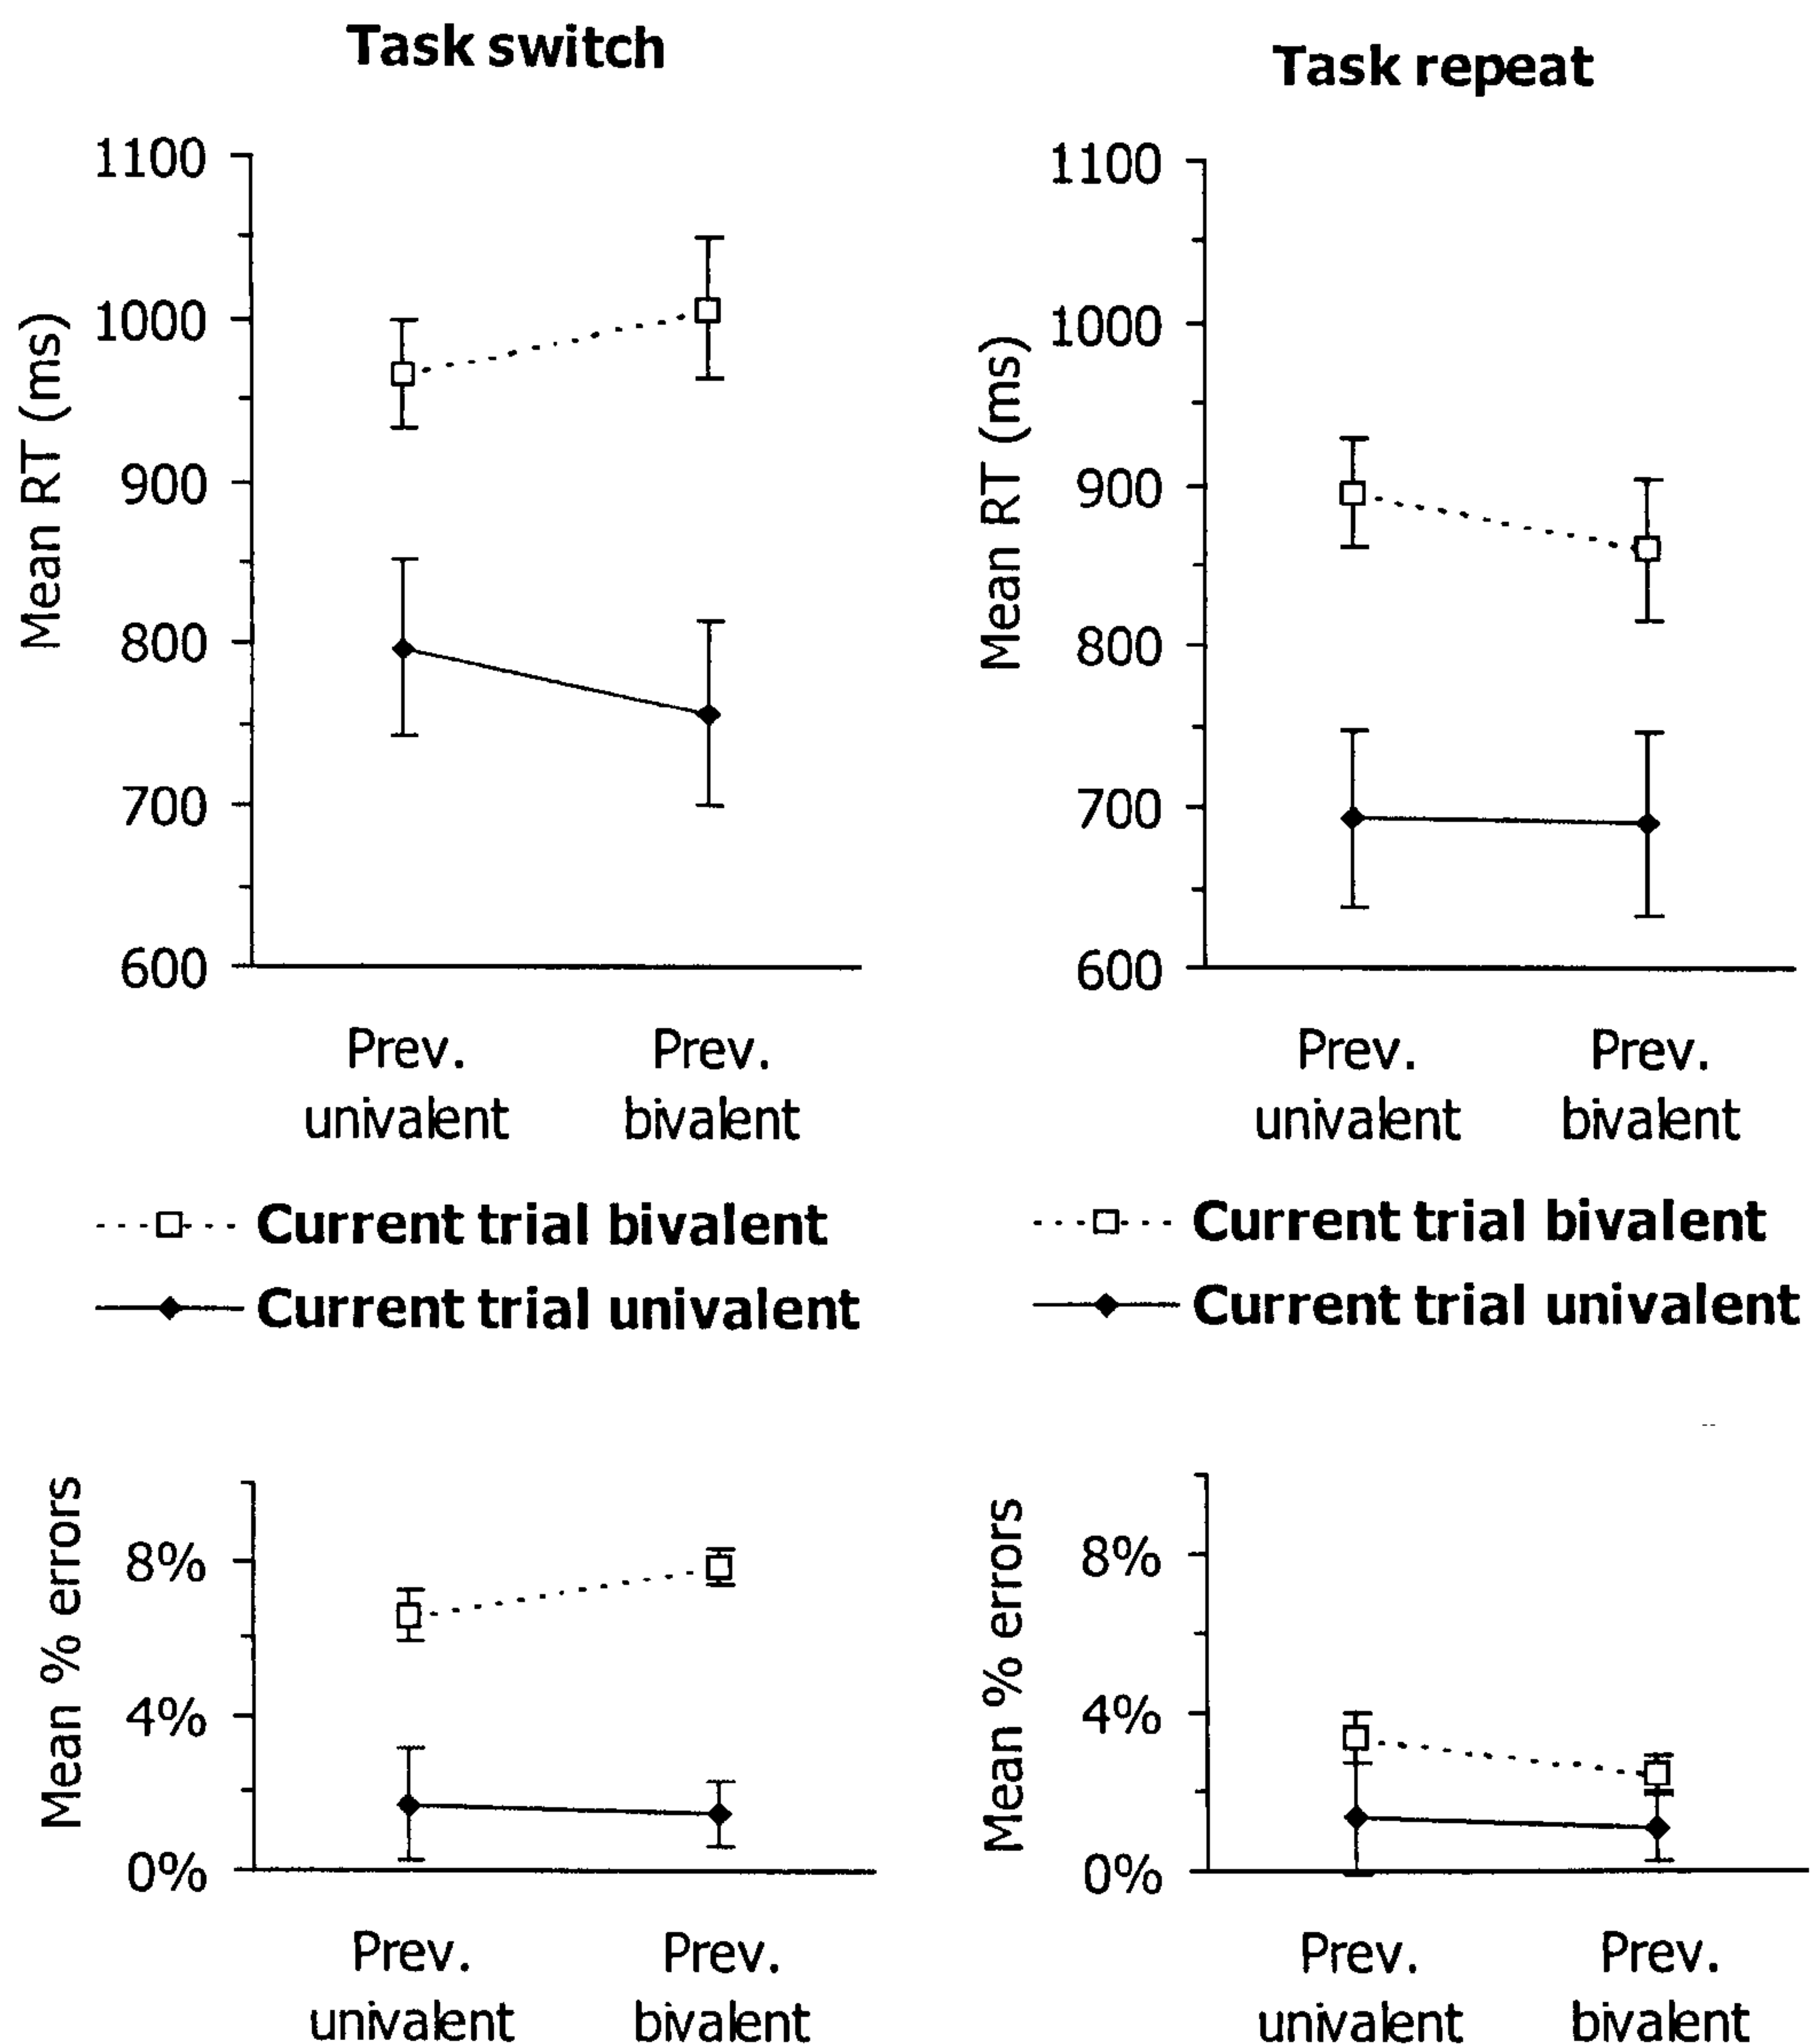 Task switch
Mean RT (ms)
1100
1000
900
800
700
600
Prev. univalent
Prev. bivalent
Current trial bivalent
Current trial univalent
Task repeat
Mean RT (ms)
1100
1000
900
800
700
600
Prev. univalent
Prev. bivalent
Current trial bivalent
Current trial univalent
Mean % errors
8%
4%
0%
Prev. univalent
Prev. bivalent
Mean % errors
8%
4%
0%
Prev. univalent
Prev. bivalent